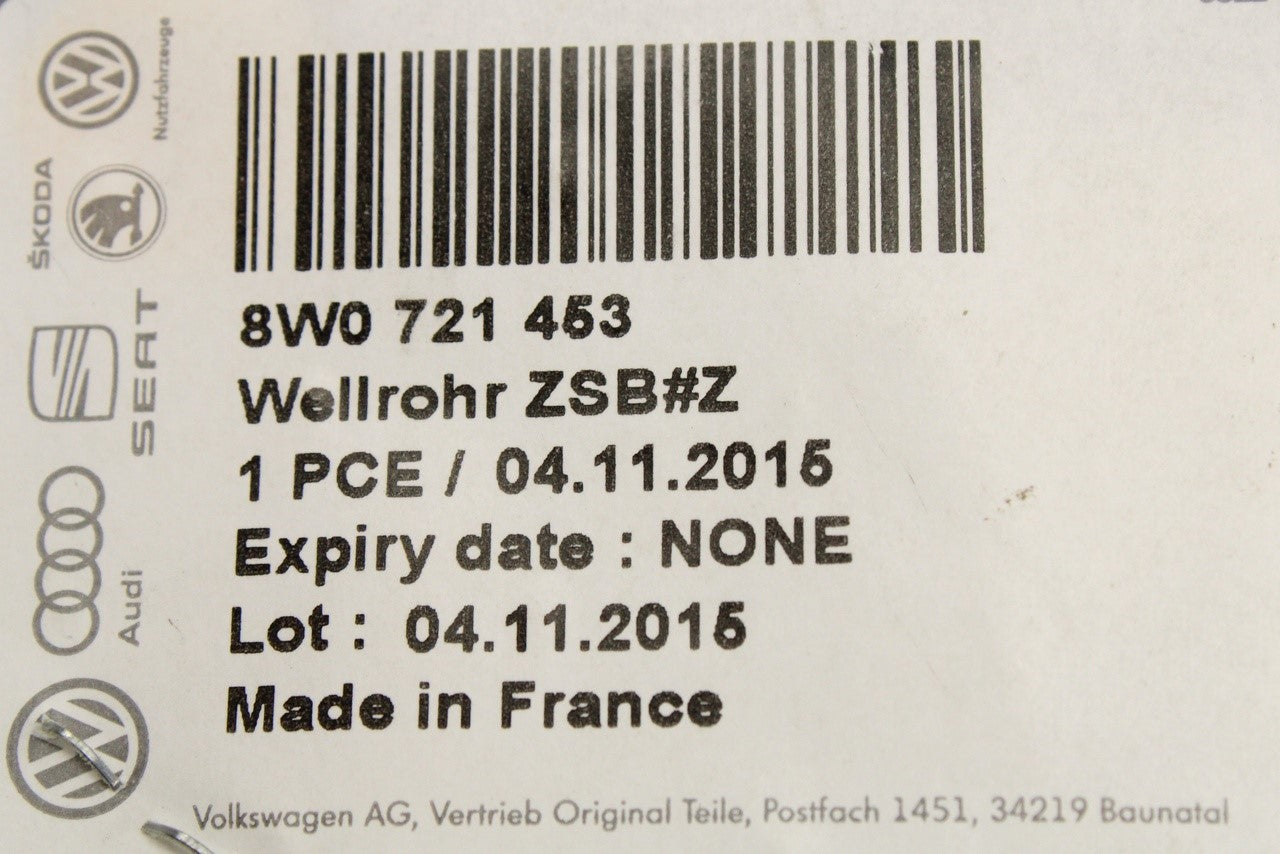 Nutzfahrzeuge
ŠKODA
SEAT
Audi
8W0 721 453
Wellrohr ZSB#Z
1 PCE / 04.11.2015
Expiry date : NONE
Lot : 04.11.2015
Made in France
Volkswagen AG, Vertrieb Original Teile, Postfach 1451, 34219 Baunatal